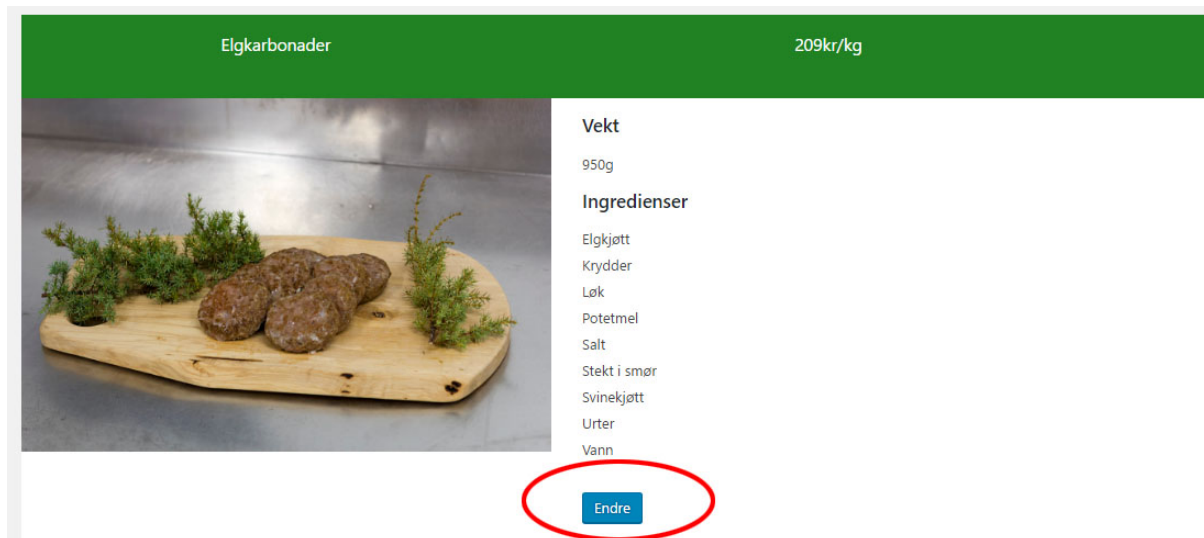 Elgkarbonader 209kr/kg
Vekt
950g
Ingredienser
Elgkjøtt
Krydder
Løk
Potetmel
Salt
Stekt i smør
Svinekjøtt
Urter
Vann
Endre